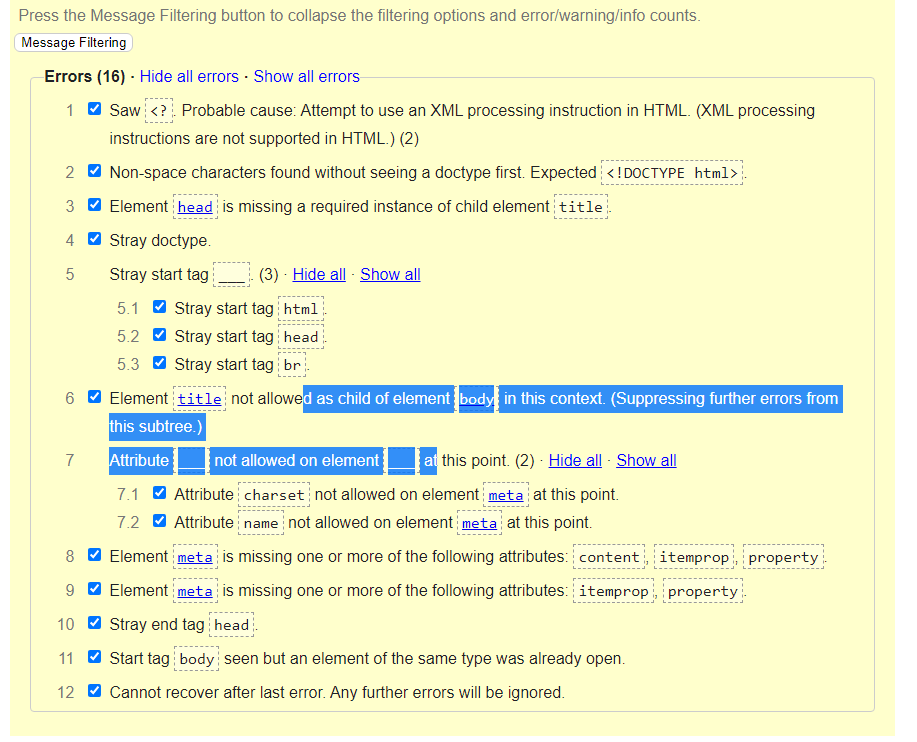 Press the Message Filtering button to collapse the filtering options and error/warning/info counts.
Message Filtering
Errors (16) · Hide all errors · Show all errors
1 Saw <?. Probable cause: Attempt to use an XML processing instruction in HTML. (XML processing
instructions are not supported in HTML.) (2)
2 Non-space characters found without seeing a doctype first. Expected <!DOCTYPE html>.
3 Element head is missing a required instance of child element title.
4 Stray doctype.
5 Stray start tag ___. (3) · Hide all · Show all
5.1 Stray start tag html.
5.2 Stray start tag head.
5.3 Stray start tag br.
6 Element title not allowed as child of element body in this context. (Suppressing further errors from
this subtree.)
7 Attribute ___ not allowed on element ___ at this point. (2) · Hide all · Show all
7.1 Attribute charset not allowed on element meta at this point.
7.2 Attribute name not allowed on element meta at this point.
8 Element meta is missing one or more of the following attributes: content, itemprop, property.
9 Element meta is missing one or more of the following attributes: itemprop, property.
10 Stray end tag head.
11 Start tag body seen but an element of the same type was already open.
12 Cannot recover after last error. Any further errors will be ignored.